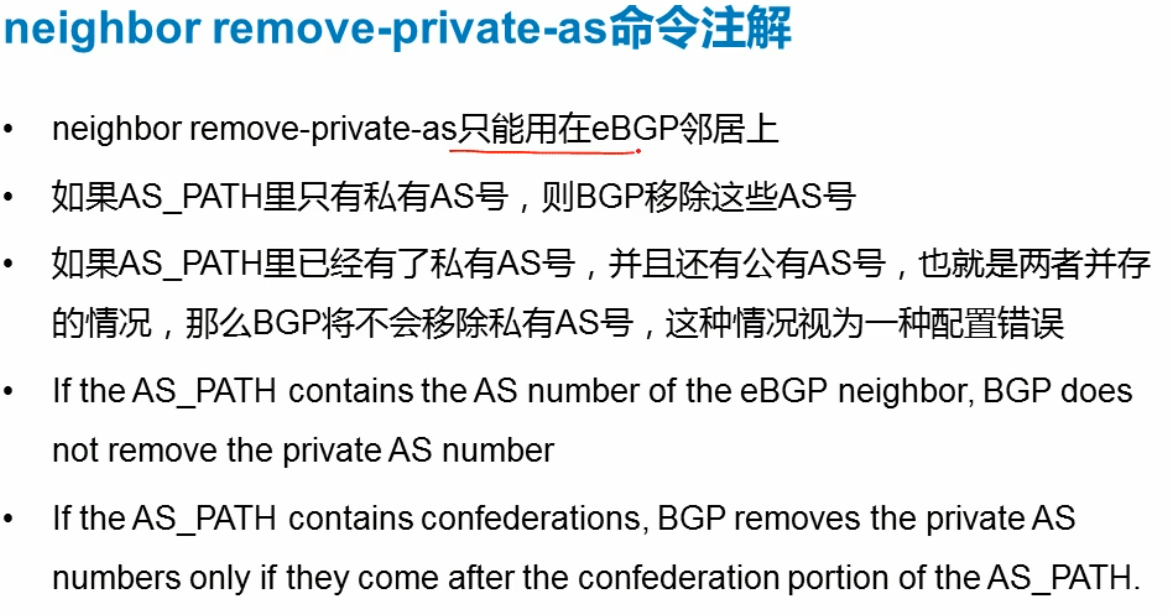 neighbor remove-private-as命令注解
• neighbor remove-private-as只能用在eBGP邻居上
• 如果AS_PATH里只有私有AS号，则BGP移除这些AS号
• 如果AS_PATH里已经有了私有AS号，并且还有公有AS号，也就是两者并存
的情况，那么BGP将不会移除私有AS号，这种情况视为一种配置错误
• If the AS_PATH contains the AS number of the eBGP neighbor, BGP does
not remove the private AS number
• If the AS_PATH contains confederations, BGP removes the private AS
numbers only if they come after the confederation portion of the AS_PATH.